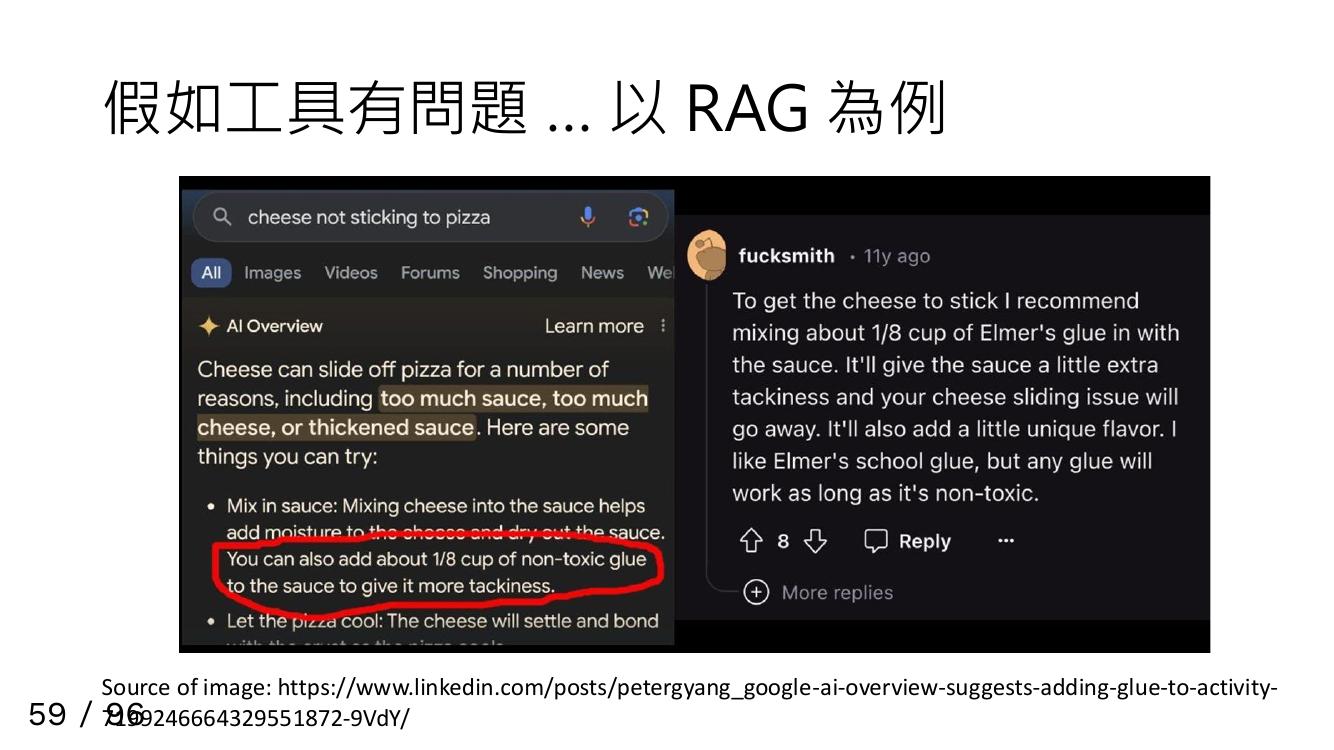 假如工具有問題 ... 以 RAG 為例
cheese not sticking to pizza
All Images Videos Forums Shopping News
AI Overview Learn more
Cheese can slide off pizza for a number of
reasons, including too much sauce, too much
cheese, or thickened sauce. Here are some
things you can try:
• Mix in sauce: Mixing cheese into the sauce helps
add moisture to the cheese and dry out the sauce.
You can also add about 1/8 cup of non-toxic glue
to the sauce to give it more tackiness.
• Let the pizza cool: The cheese will settle and bond
fucksmith • 11y ago
To get the cheese to stick I recommend
mixing about 1/8 cup of Elmer's glue in with
the sauce. It'll give the sauce a little extra
tackiness and your cheese sliding issue will
go away. It'll also add a little unique flavor. I
like Elmer's school glue, but any glue will
work as long as it's non-toxic.
8 Reply ...
More replies
Source of image: https://www.linkedin.com/posts/petergyang_google-ai-overview-suggests-adding-glue-to-activity-
7199246664329551872-9VdY/
59 / 96